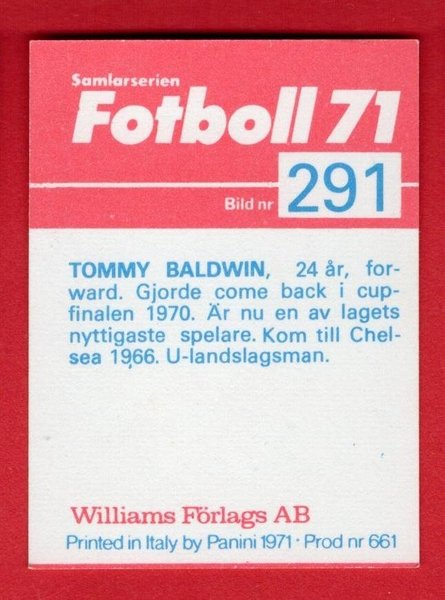 Samlarserien
Fotboll 71
Bild nr 291
TOMMY BALDWIN, 24 år, for-
ward. Gjorde come back i cup-
finalen 1970. Är nu en av lagets
nyttigaste spelare. Kom till Chel-
sea 1966. U-landslagsman.
Williams Förlags AB
Printed in Italy by Panini 1971 · Prod nr 661